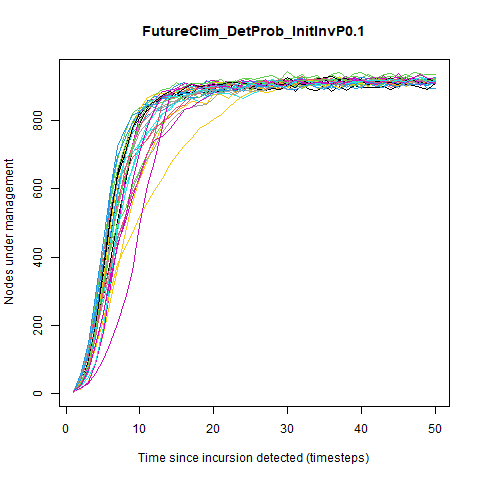 FutureClim_DetProb_InitInvP0.1
Nodes under management
800
600
400
200
0
0 10 20 30 40 50
Time since incursion detected (timesteps)